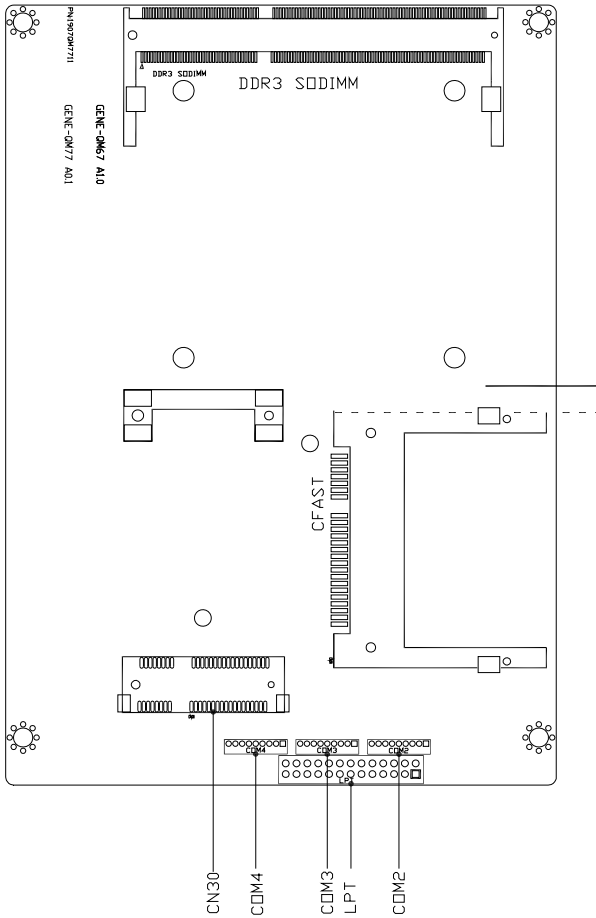 PN:1907QM7711
DDR3 SODIMM
DDR3 SODIMM
GENE-QM67 A1.0
GENE-QM77 A0.1
CFAST
COM4
COM3
COM2
LPT
CN30
COM4
COM3
LPT
COM2